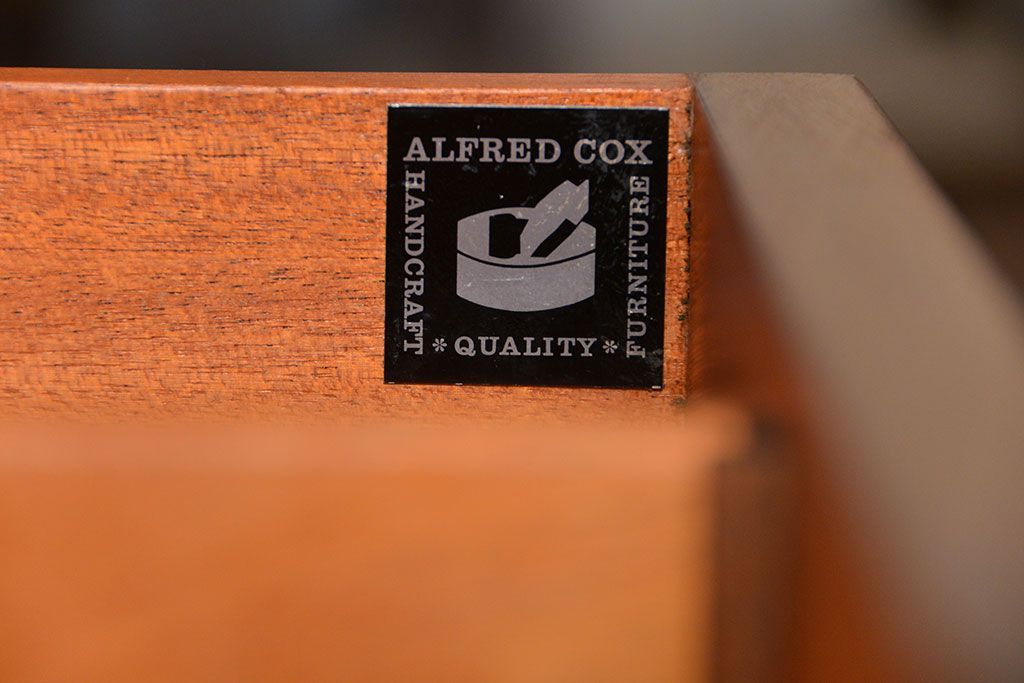 ALFRED COX
HANDCRAFT
FURNITURE
* QUALITY *